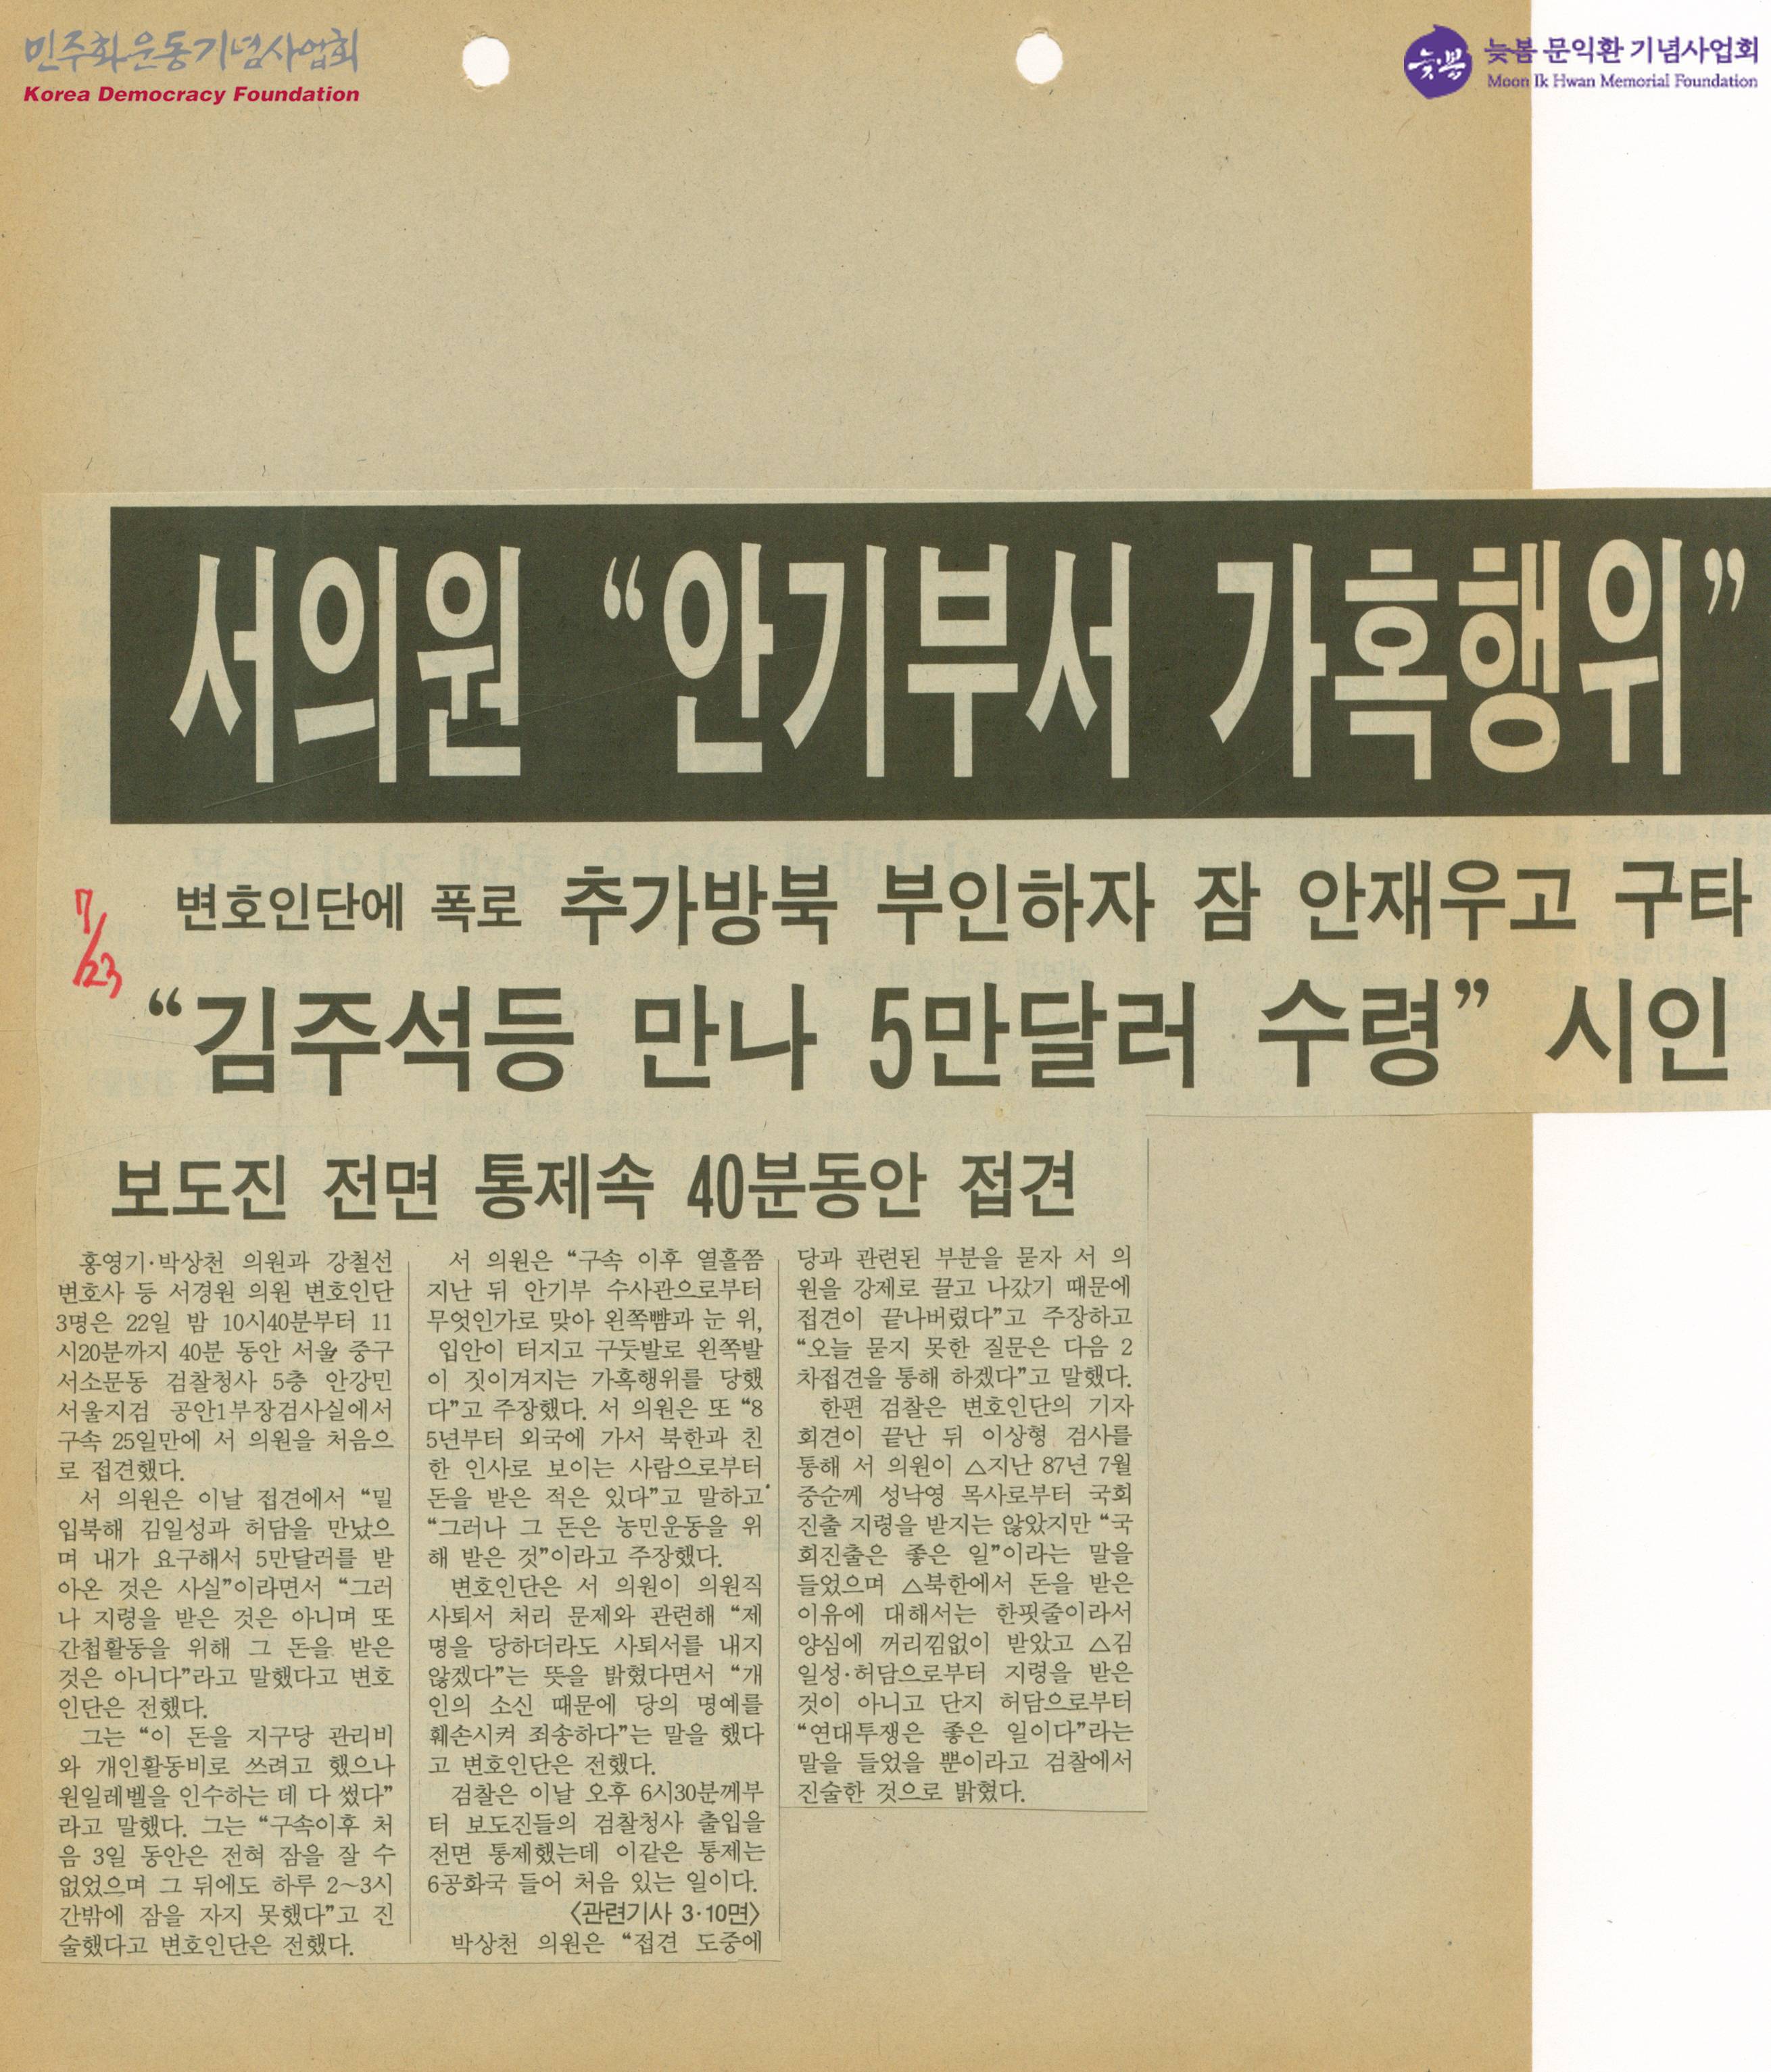 민주화운동기념사업회
Korea Democracy Foundation
늦봄
늦봄 문익환 기념사업회
Moon Ik Hwan Memorial Foundation
서의원 “안기부서 가혹행위”
7/23
변호인단에 폭로 추가방북 부인하자 잠 안재우고 구타
“김주석등 만나 5만달러 수령” 시인
보도진 전면 통제속 40분동안 접견
홍영기·박상천 의원과 강철선
변호사 등 서경원 의원 변호인단
3명은 22일 밤 10시40분부터 11
시20분까지 40분 동안 서울 중구
서소문동 검찰청사 5층 안강민
서울지검 공안1부장검사실에서
구속 25일만에 서 의원을 처음으
로 접견했다.
서 의원은 이날 접견에서 “밀
입북해 김일성과 허담을 만났으
며 내가 요구해서 5만달러를 받
아온 것은 사실”이라면서 “그러
나 지령을 받은 것은 아니며 또
간첩활동을 위해 그 돈을 받은
것은 아니다”라고 말했다고 변호
인단은 전했다.
그는 “이 돈을 지구당 관리비
와 개인활동비로 쓰려고 했으나
원일레벨을 인수하는 데 다 썼다”
라고 말했다. 그는 “구속이후 처
음 3일 동안은 전혀 잠을 잘 수
없었으며 그 뒤에도 하루 2～3시
간밖에 잠을 자지 못했다”고 진
술했다고 변호인단은 전했다.
서 의원은 “구속 이후 열흘쯤
지난 뒤 안기부 수사관으로부터
무엇인가로 맞아 왼쪽뺨과 눈 위,
입안이 터지고 구둣발로 왼쪽발
이 짓이겨지는 가혹행위를 당했
다”고 주장했다. 서 의원은 또 “8
5년부터 외국에 가서 북한과 친
한 인사로 보이는 사람으로부터
돈을 받은 적은 있다”고 말하고
“그러나 그 돈은 농민운동을 위
해 받은 것”이라고 주장했다.
변호인단은 서 의원이 의원직
사퇴서 처리 문제와 관련해 “제
명을 당하더라도 사퇴서를 내지
않겠다”는 뜻을 밝혔다면서 “개
인의 소신 때문에 당의 명예를
훼손시켜 죄송하다”는 말을 했다
고 변호인단은 전했다.
검찰은 이날 오후 6시30분께부
터 보도진들의 검찰청사 출입을
전면 통제했는데 이같은 통제는
6공화국 들어 처음 있는 일이다.
〈관련기사 3·10면〉
박상천 의원은 “접견 도중에
당과 관련된 부분을 묻자 서 의
원을 강제로 끌고 나갔기 때문에
접견이 끝나버렸다”고 주장하고
“오늘 묻지 못한 질문은 다음 2
차접견을 통해 하겠다”고 말했다.
한편 검찰은 변호인단의 기자
회견이 끝난 뒤 이상형 검사를
통해 서 의원이 △지난 87년 7월
중순께 성낙영 목사로부터 국회
진출 지령을 받지는 않았지만 “국
회진출은 좋은 일”이라는 말을
들었으며 △북한에서 돈을 받은
이유에 대해서는 한핏줄이라서
양심에 꺼리낌없이 받았고 △김
일성·허담으로부터 지령을 받은
것이 아니고 단지 허담으로부터
“연대투쟁은 좋은 일이다”라는
말을 들었을 뿐이라고 검찰에서
진술한 것으로 밝혔다.